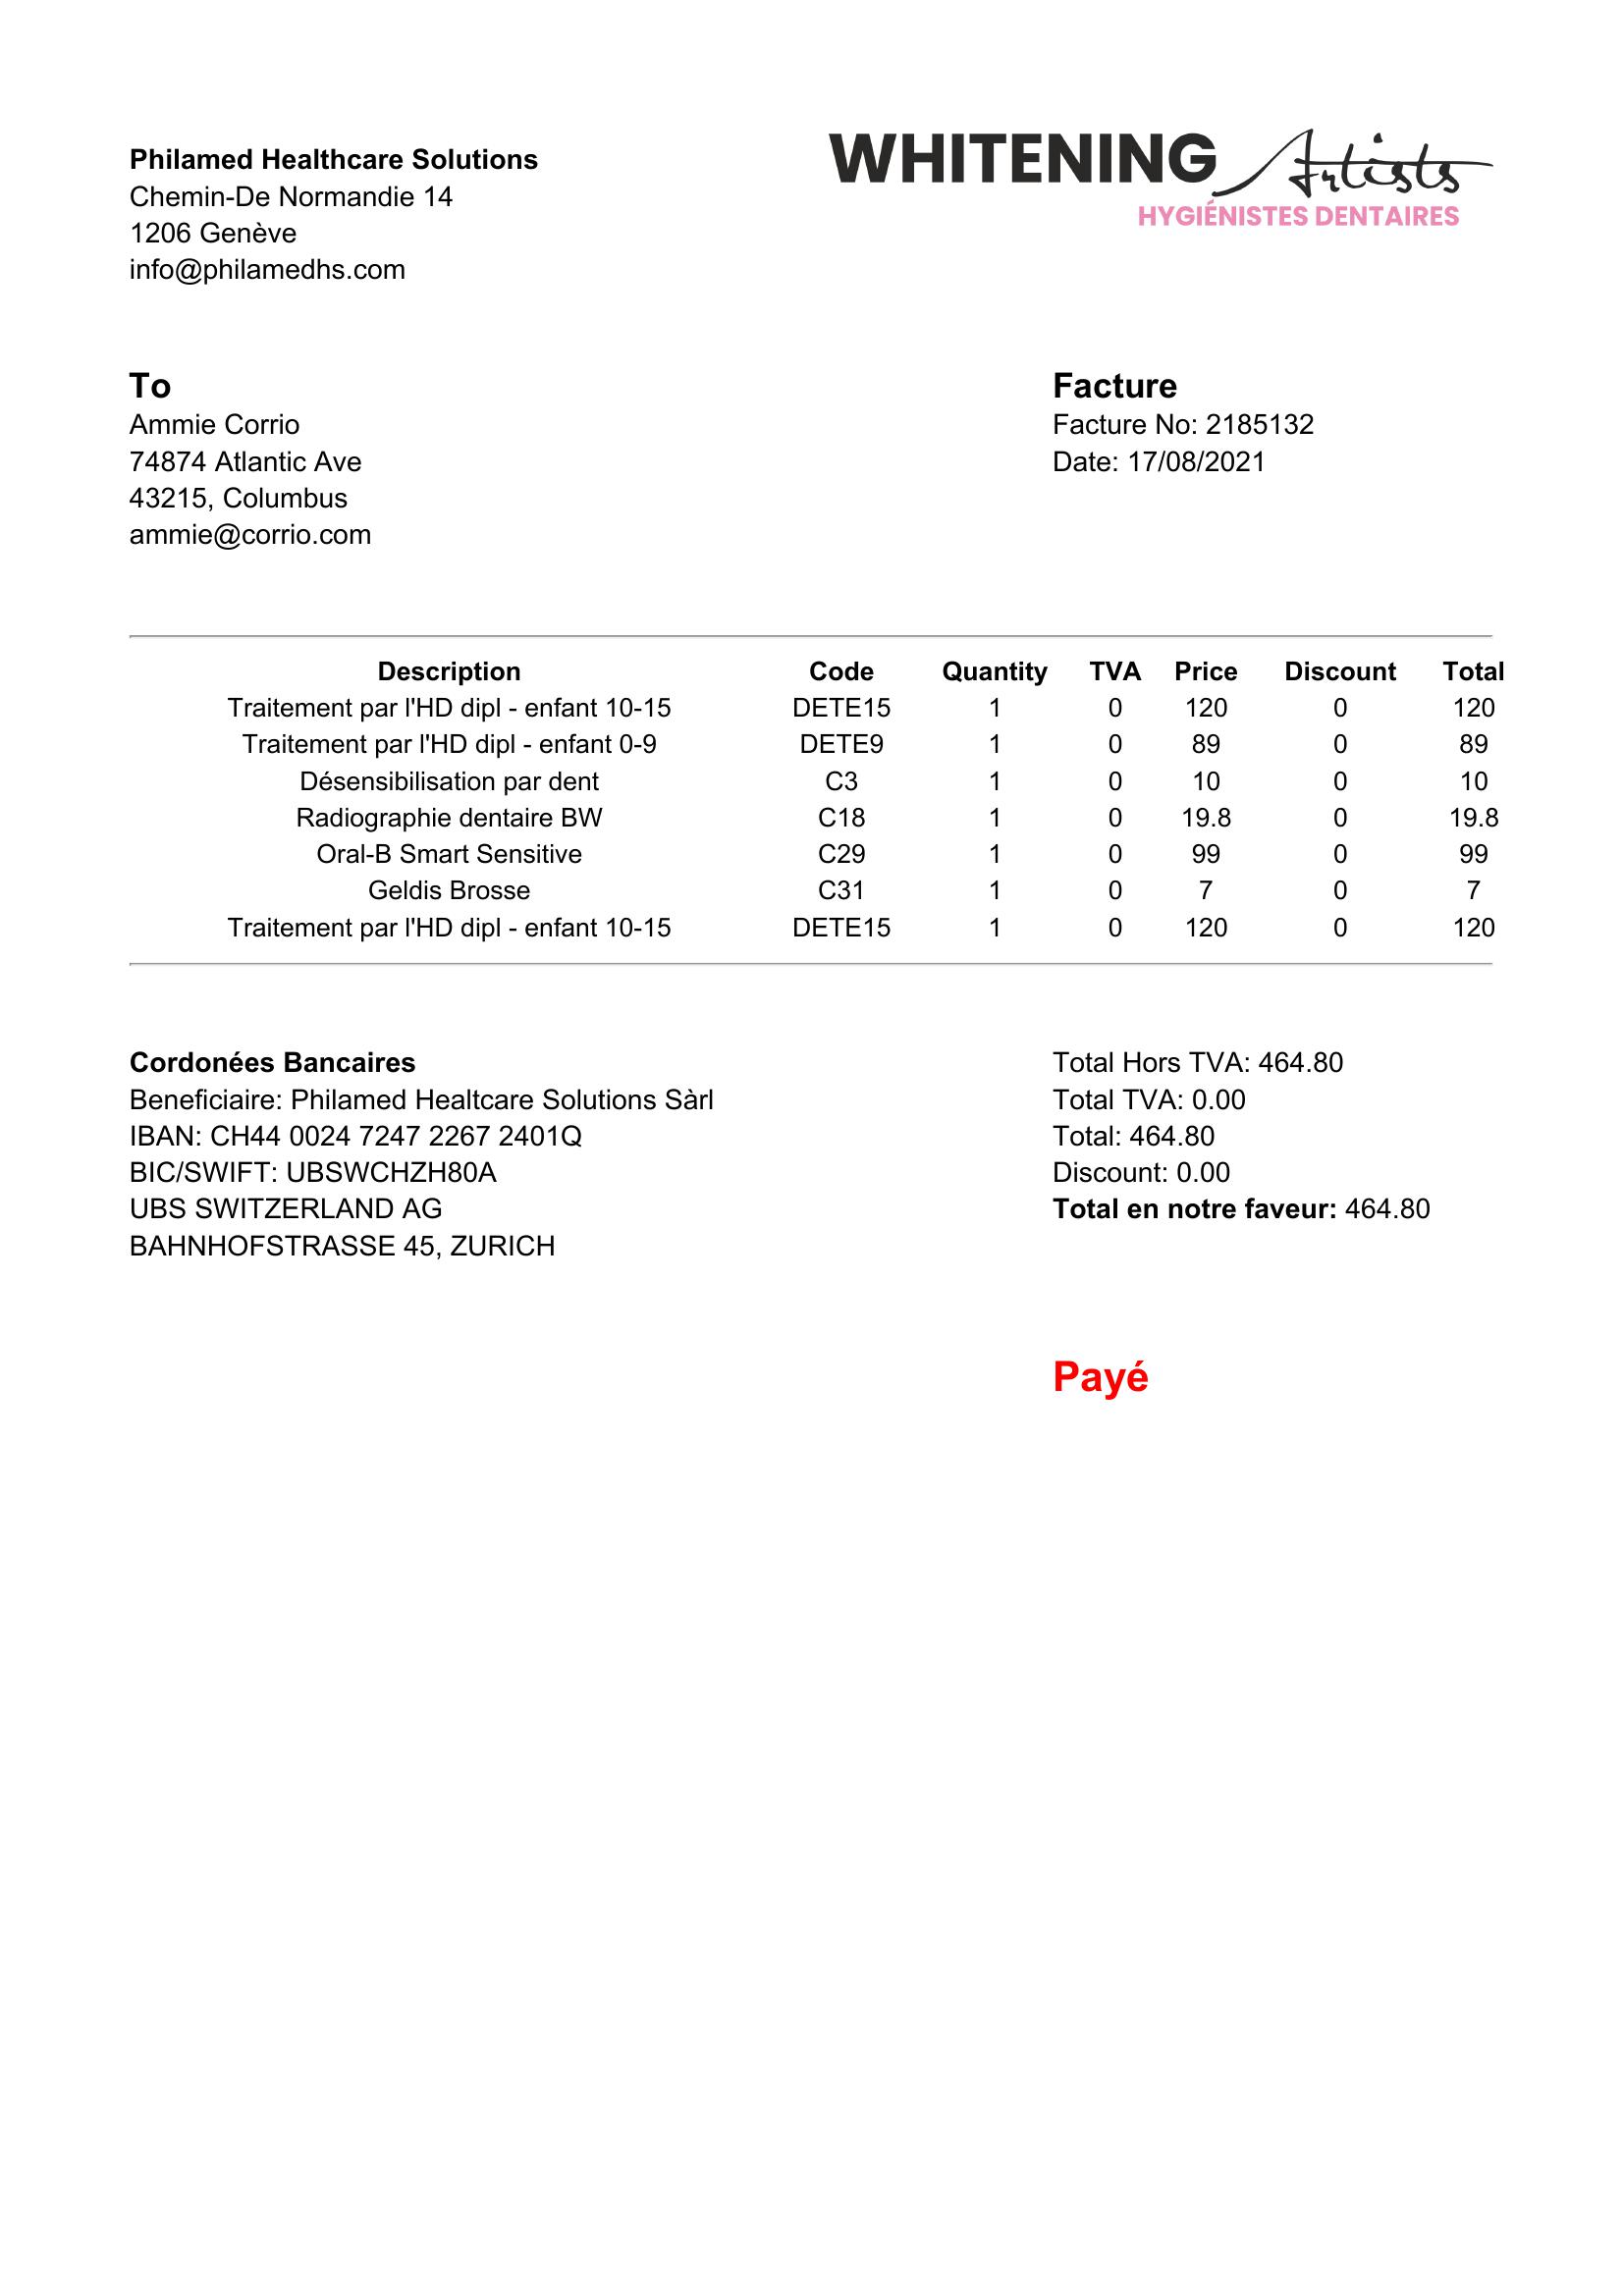 Philamed Healthcare Solutions
Chemin-De Normandie 14
1206 Genève
info@philamedhs.com
WHITENING Artists
HYGIÉNISTES DENTAIRES
To
Ammie Corrio
74874 Atlantic Ave
43215, Columbus
ammie@corrio.com
Facture
Facture No: 2185132
Date: 17/08/2021
Description Code Quantity TVA Price Discount Total
Traitement par l'HD dipl - enfant 10-15 DETE15 1 0 120 0 120
Traitement par l'HD dipl - enfant 0-9 DETE9 1 0 89 0 89
Désensibilisation par dent C3 1 0 10 0 10
Radiographie dentaire BW C18 1 0 19.8 0 19.8
Oral-B Smart Sensitive C29 1 0 99 0 99
Geldis Brosse C31 1 0 7 0 7
Traitement par l'HD dipl - enfant 10-15 DETE15 1 0 120 0 120
Cordonées Bancaires
Beneficiaire: Philamed Healtcare Solutions Sàrl
IBAN: CH44 0024 7247 2267 2401Q
BIC/SWIFT: UBSWCHZH80A
UBS SWITZERLAND AG
BAHNHOFSTRASSE 45, ZURICH
Total Hors TVA: 464.80
Total TVA: 0.00
Total: 464.80
Discount: 0.00
Total en notre faveur: 464.80
Payé